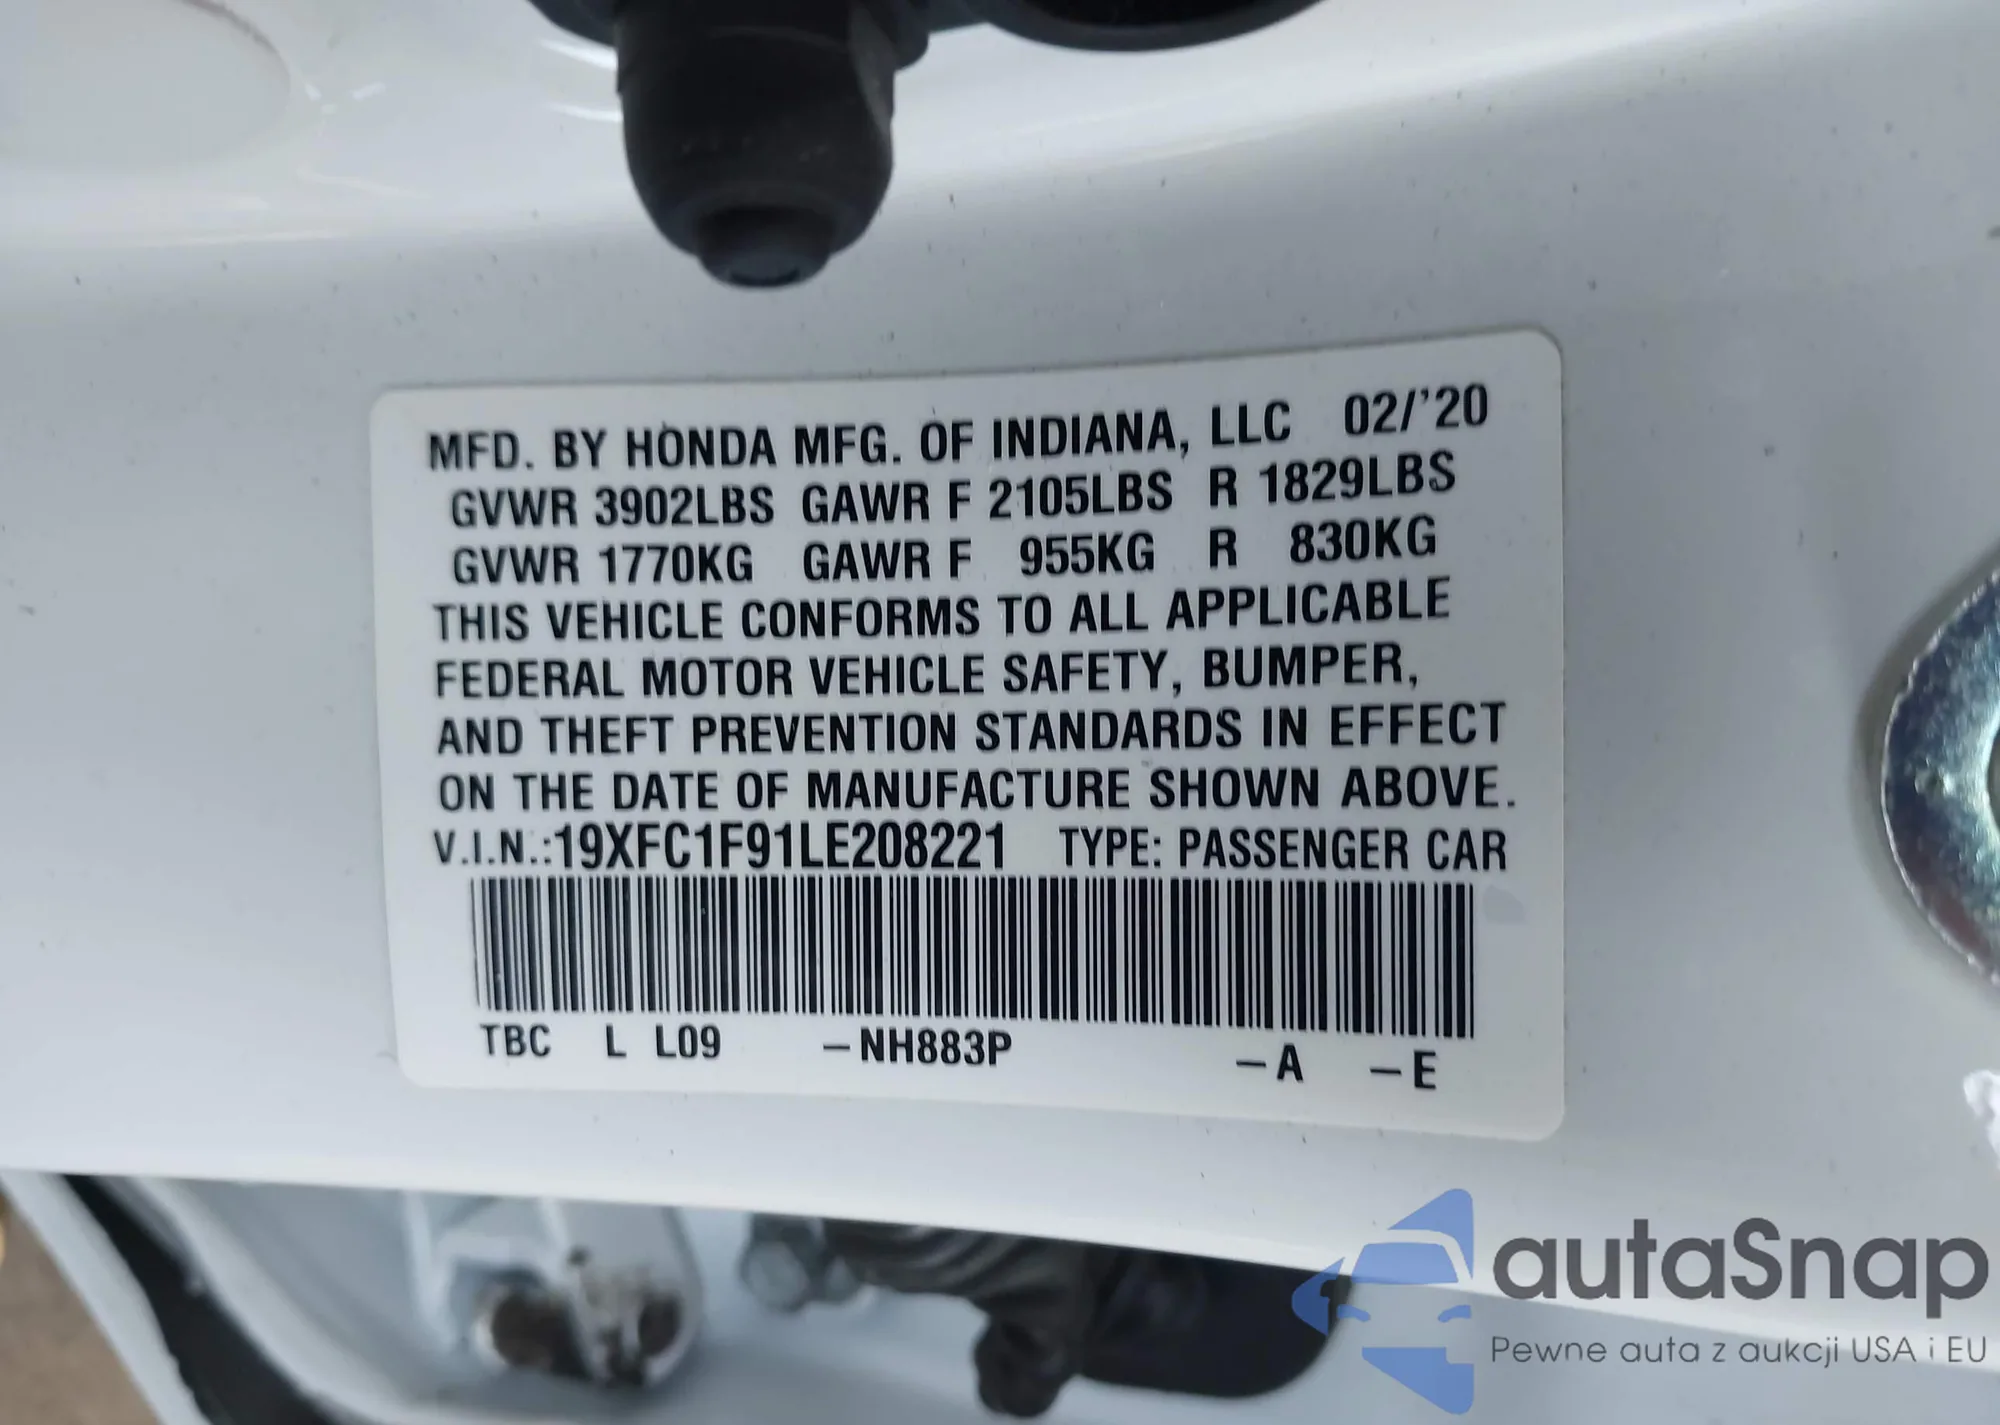 MFD. BY HONDA MFG. OF INDIANA, LLC 02/'20
GVWR 3902LBS GAWR F 2105LBS R 1829LBS
GVWR 1770KG GAWR F 955KG R 830KG
THIS VEHICLE CONFORMS TO ALL APPLICABLE
FEDERAL MOTOR VEHICLE SAFETY, BUMPER,
AND THEFT PREVENTION STANDARDS IN EFFECT
ON THE DATE OF MANUFACTURE SHOWN ABOVE.
V.I.N.:19XFC1F91LE208221 TYPE: PASSENGER CAR
TBC L L09 –NH883P –A –E
autaSnap
Pewne auta z aukcji USA i EU